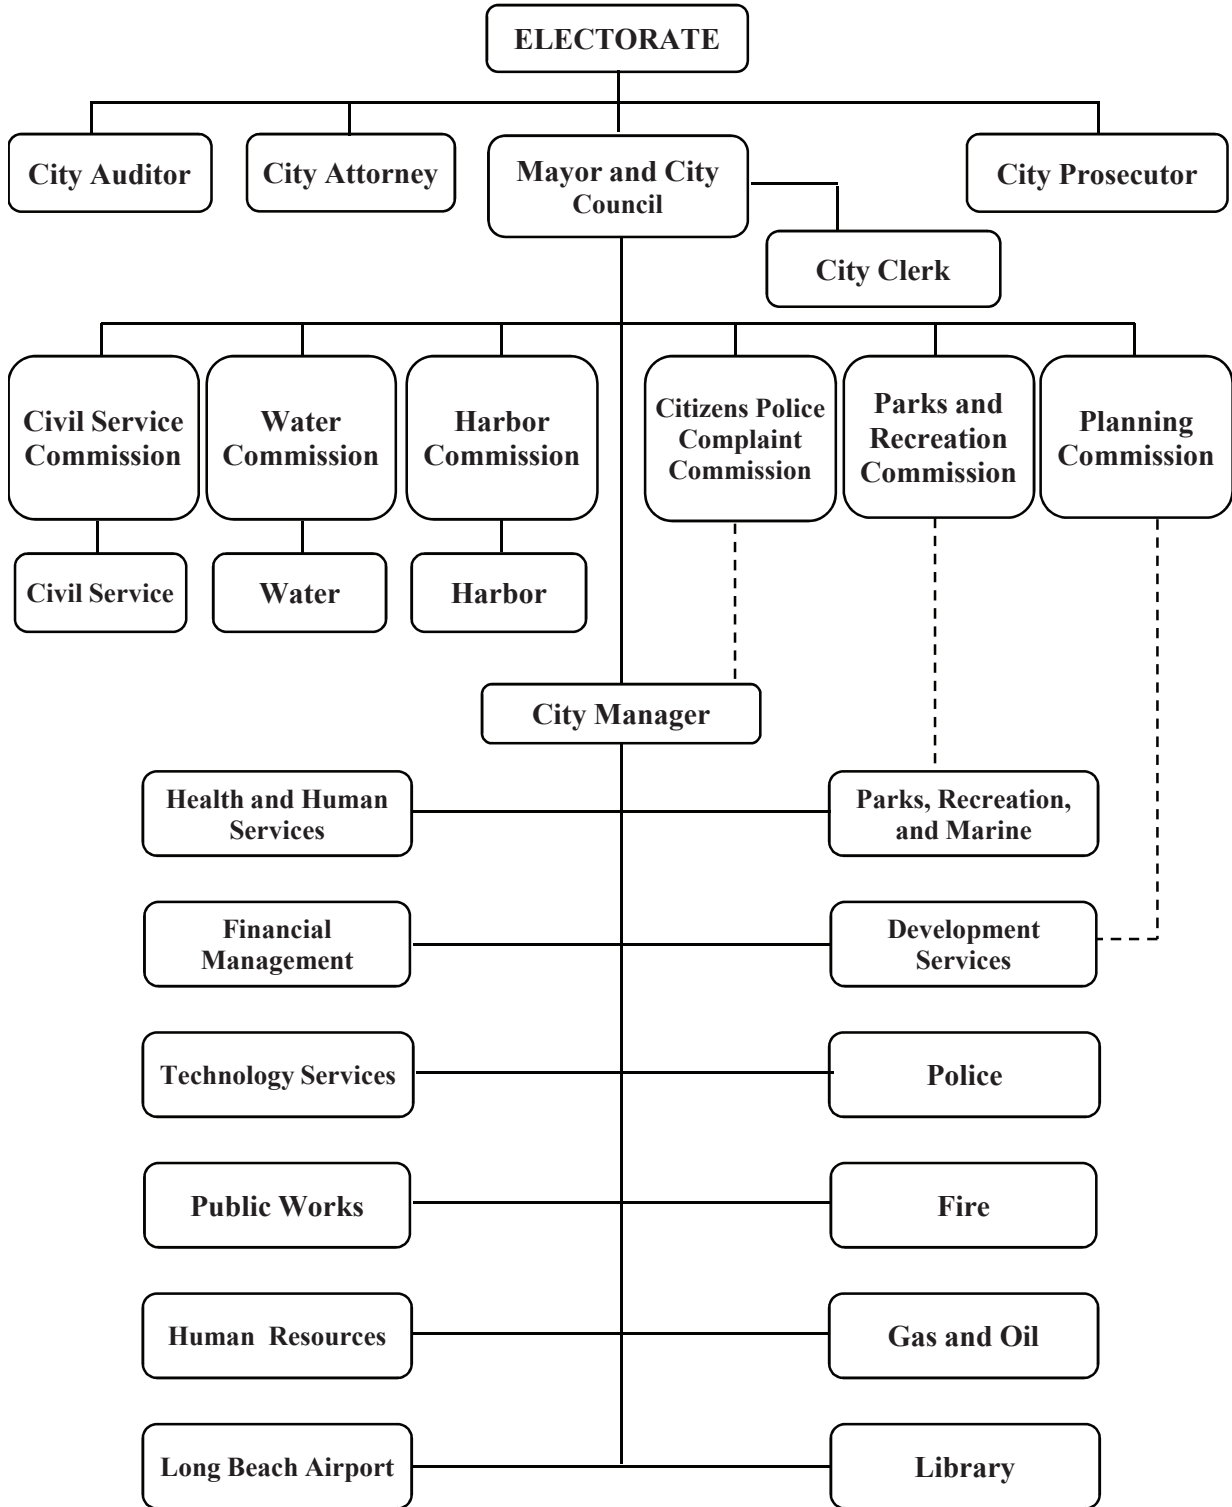 ELECTORATE
City Auditor
City Attorney
Mayor and City
Council
City Prosecutor
City Clerk
Civil Service
Commission
Water
Commission
Harbor
Commission
Citizens Police
Complaint
Commission
Parks and
Recreation
Commission
Planning
Commission
Civil Service
Water
Harbor
City Manager
Health and Human
Services
Parks, Recreation,
and Marine
Financial
Management
Development
Services
Technology Services
Police
Public Works
Fire
Human Resources
Gas and Oil
Long Beach Airport
Library